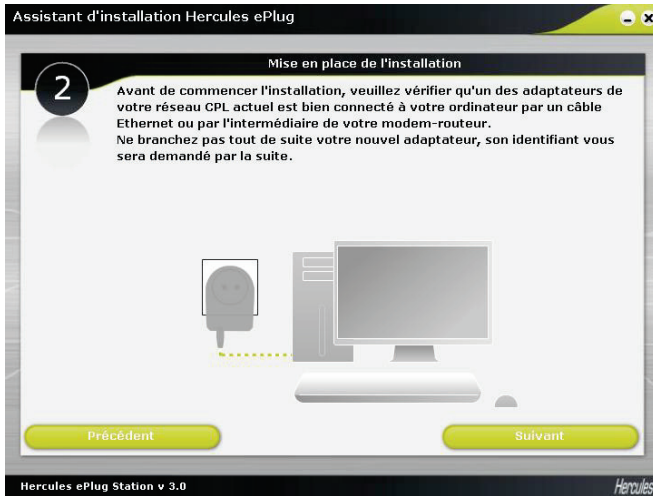 Assistant d'installation Hercules ePlug
Mise en place de l'installation
2
Avant de commencer l'installation, veuillez vérifier qu'un des adaptateurs de
votre réseau CPL actuel est bien connecté à votre ordinateur par un câble
Ethernet ou par l'intermédiaire de votre modem-routeur.
Ne branchez pas tout de suite votre nouvel adaptateur, son identifiant vous
sera demandé par la suite.
Précédent
Suivant
Hercules ePlug Station v 3.0
Hercules